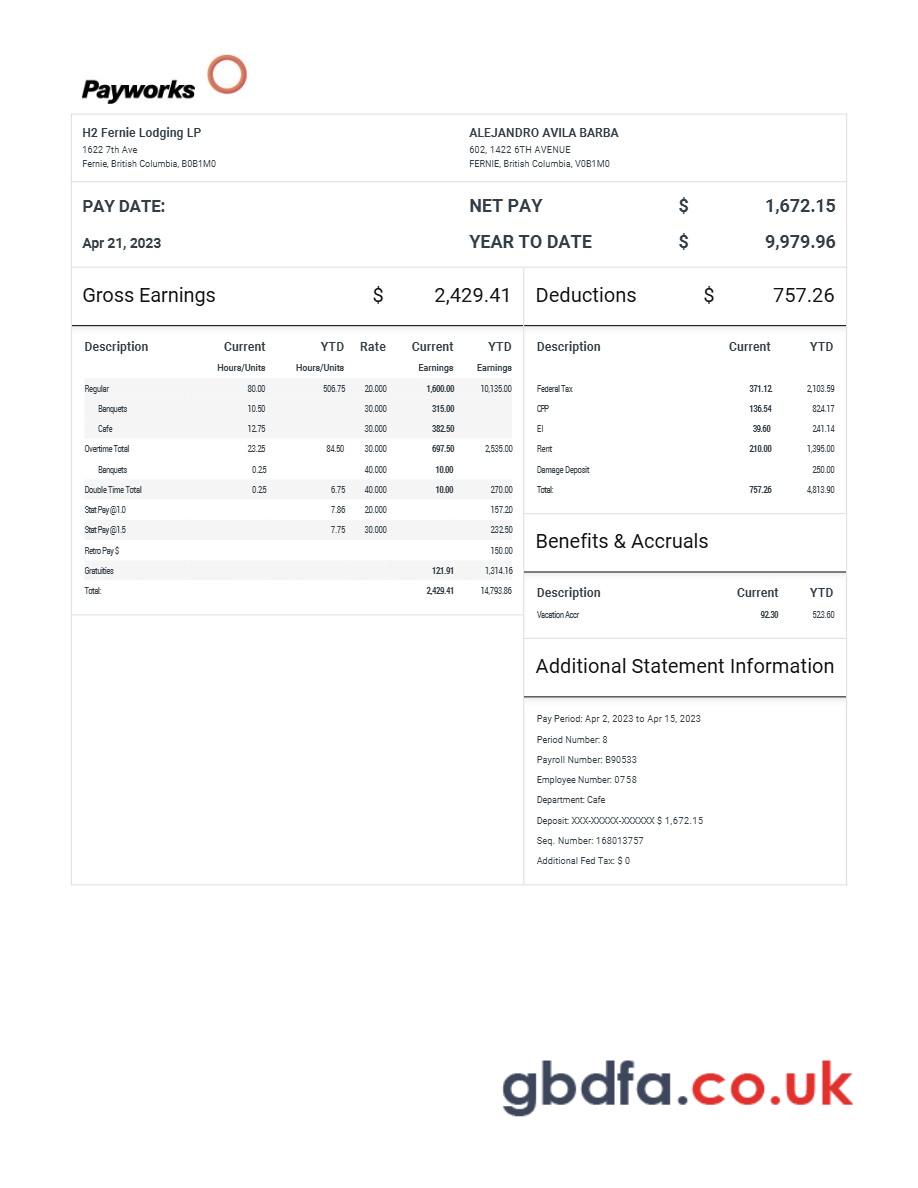 Payworks
H2 Fernie Lodging LP
1622 7th Ave
Fernie, British Columbia, B0B1M0
ALEJANDRO AVILA BARBA
602, 1422 6TH AVENUE
FERNIE, British Columbia, V0B1M0
PAY DATE:
Apr 21, 2023
NET PAY $ 1,672.15
YEAR TO DATE $ 9,979.96
Gross Earnings $ 2,429.41
Description Current YTD Rate Current YTD
Hours/Units Hours/Units Earnings Earnings
Regular 80.00 506.75 20.000 1,600.00 10,135.00
Banquets 10.50 30.000 315.00
Cafe 12.75 30.000 382.50
Overtime Total 23.25 84.50 30.000 697.50 2,535.00
Banquets 0.25 40.000 10.00
Double Time Total 0.25 6.75 40.000 10.00 270.00
Stat Pay @1.0 7.86 20.000 157.20
Stat Pay @1.5 7.75 30.000 232.50
Retro Pay $ 150.00
Gratuities 121.91 1,314.16
Total: 2,429.41 14,793.86
Deductions $ 757.26
Description Current YTD
Federal Tax 371.12 2,103.59
CPP 136.54 824.17
EI 39.60 241.14
Rent 210.00 1,395.00
Damage Deposit 250.00
Total: 757.26 4,813.90
Benefits & Accruals
Description Current YTD
Vacation Accr 92.30 523.60
Additional Statement Information
Pay Period: Apr 2, 2023 to Apr 15, 2023
Period Number: 8
Payroll Number: B90533
Employee Number: 0758
Department: Cafe
Deposit: XXX-XXXXX-XXXXXX $ 1,672.15
Seq. Number: 168013757
Additional Fed Tax: $ 0
gbdfa.co.uk